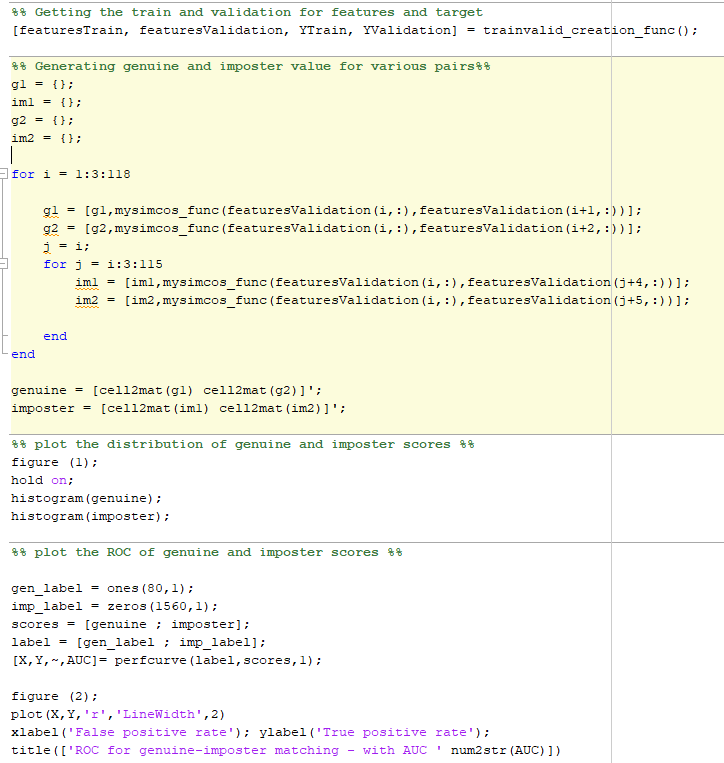 %% Getting the train and validation for features and target
[featuresTrain, featuresValidation, YTrain, YValidation] = trainvalid_creation_func();
%% Generating genuine and imposter value for various pairs%%
g1 = {};
im1 = {};
g2 = {};
im2 = {};
for i = 1:3:118
g1 = [g1,mysimcos_func(featuresValidation(i,:),featuresValidation(i+1,:))];
g2 = [g2,mysimcos_func(featuresValidation(i,:),featuresValidation(i+2,:))];
j = i;
for j = i:3:115
im1 = [im1,mysimcos_func(featuresValidation(i,:),featuresValidation(j+4,:))];
im2 = [im2,mysimcos_func(featuresValidation(i,:),featuresValidation(j+5,:))];
end
end
genuine = [cell2mat(g1) cell2mat(g2)]';
imposter = [cell2mat(im1) cell2mat(im2)]';
%% plot the distribution of genuine and imposter scores %%
figure (1);
hold on;
histogram(genuine);
histogram(imposter);
%% plot the ROC of genuine and imposter scores %%
gen_label = ones(80,1);
imp_label = zeros(1560,1);
scores = [genuine ; imposter];
label = [gen_label ; imp_label];
[X,Y,~,AUC]= perfcurve(label,scores,1);
figure (2);
plot(X,Y,'r','LineWidth',2)
xlabel('False positive rate'); ylabel('True positive rate');
title(['ROC for genuine-imposter matching - with AUC ' num2str(AUC)])